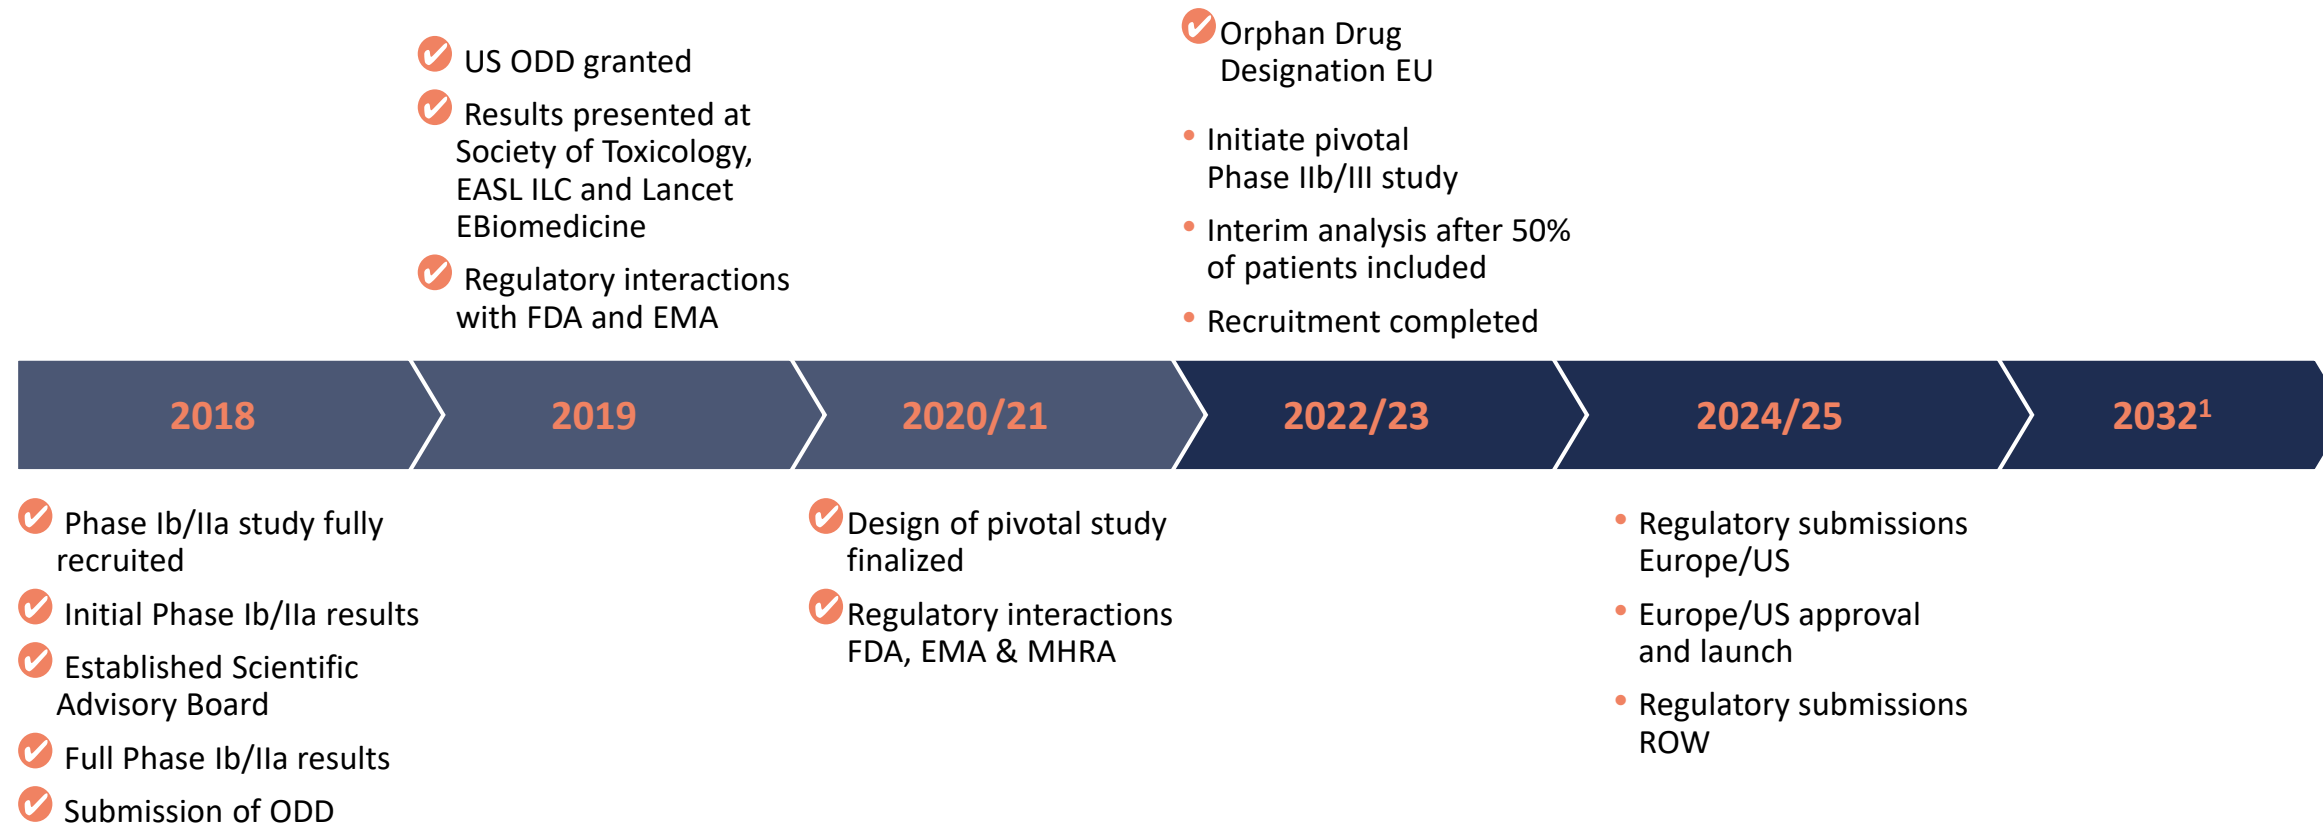 US ODD granted
Results presented at
Society of Toxicology,
EASL ILC and Lancet
EBiomedicine
Regulatory interactions
with FDA and EMA
Orphan Drug
Designation EU
• Initiate pivotal
Phase IIb/III study
• Interim analysis after 50%
of patients included
• Recruitment completed
2018
2019
2020/21
2022/23
2024/25
2032¹
Phase Ib/IIa study fully
recruited
Initial Phase Ib/IIa results
Established Scientific
Advisory Board
Full Phase Ib/IIa results
Submission of ODD
Design of pivotal study
finalized
Regulatory interactions
FDA, EMA & MHRA
• Regulatory submissions
Europe/US
• Europe/US approval
and launch
• Regulatory submissions
ROW